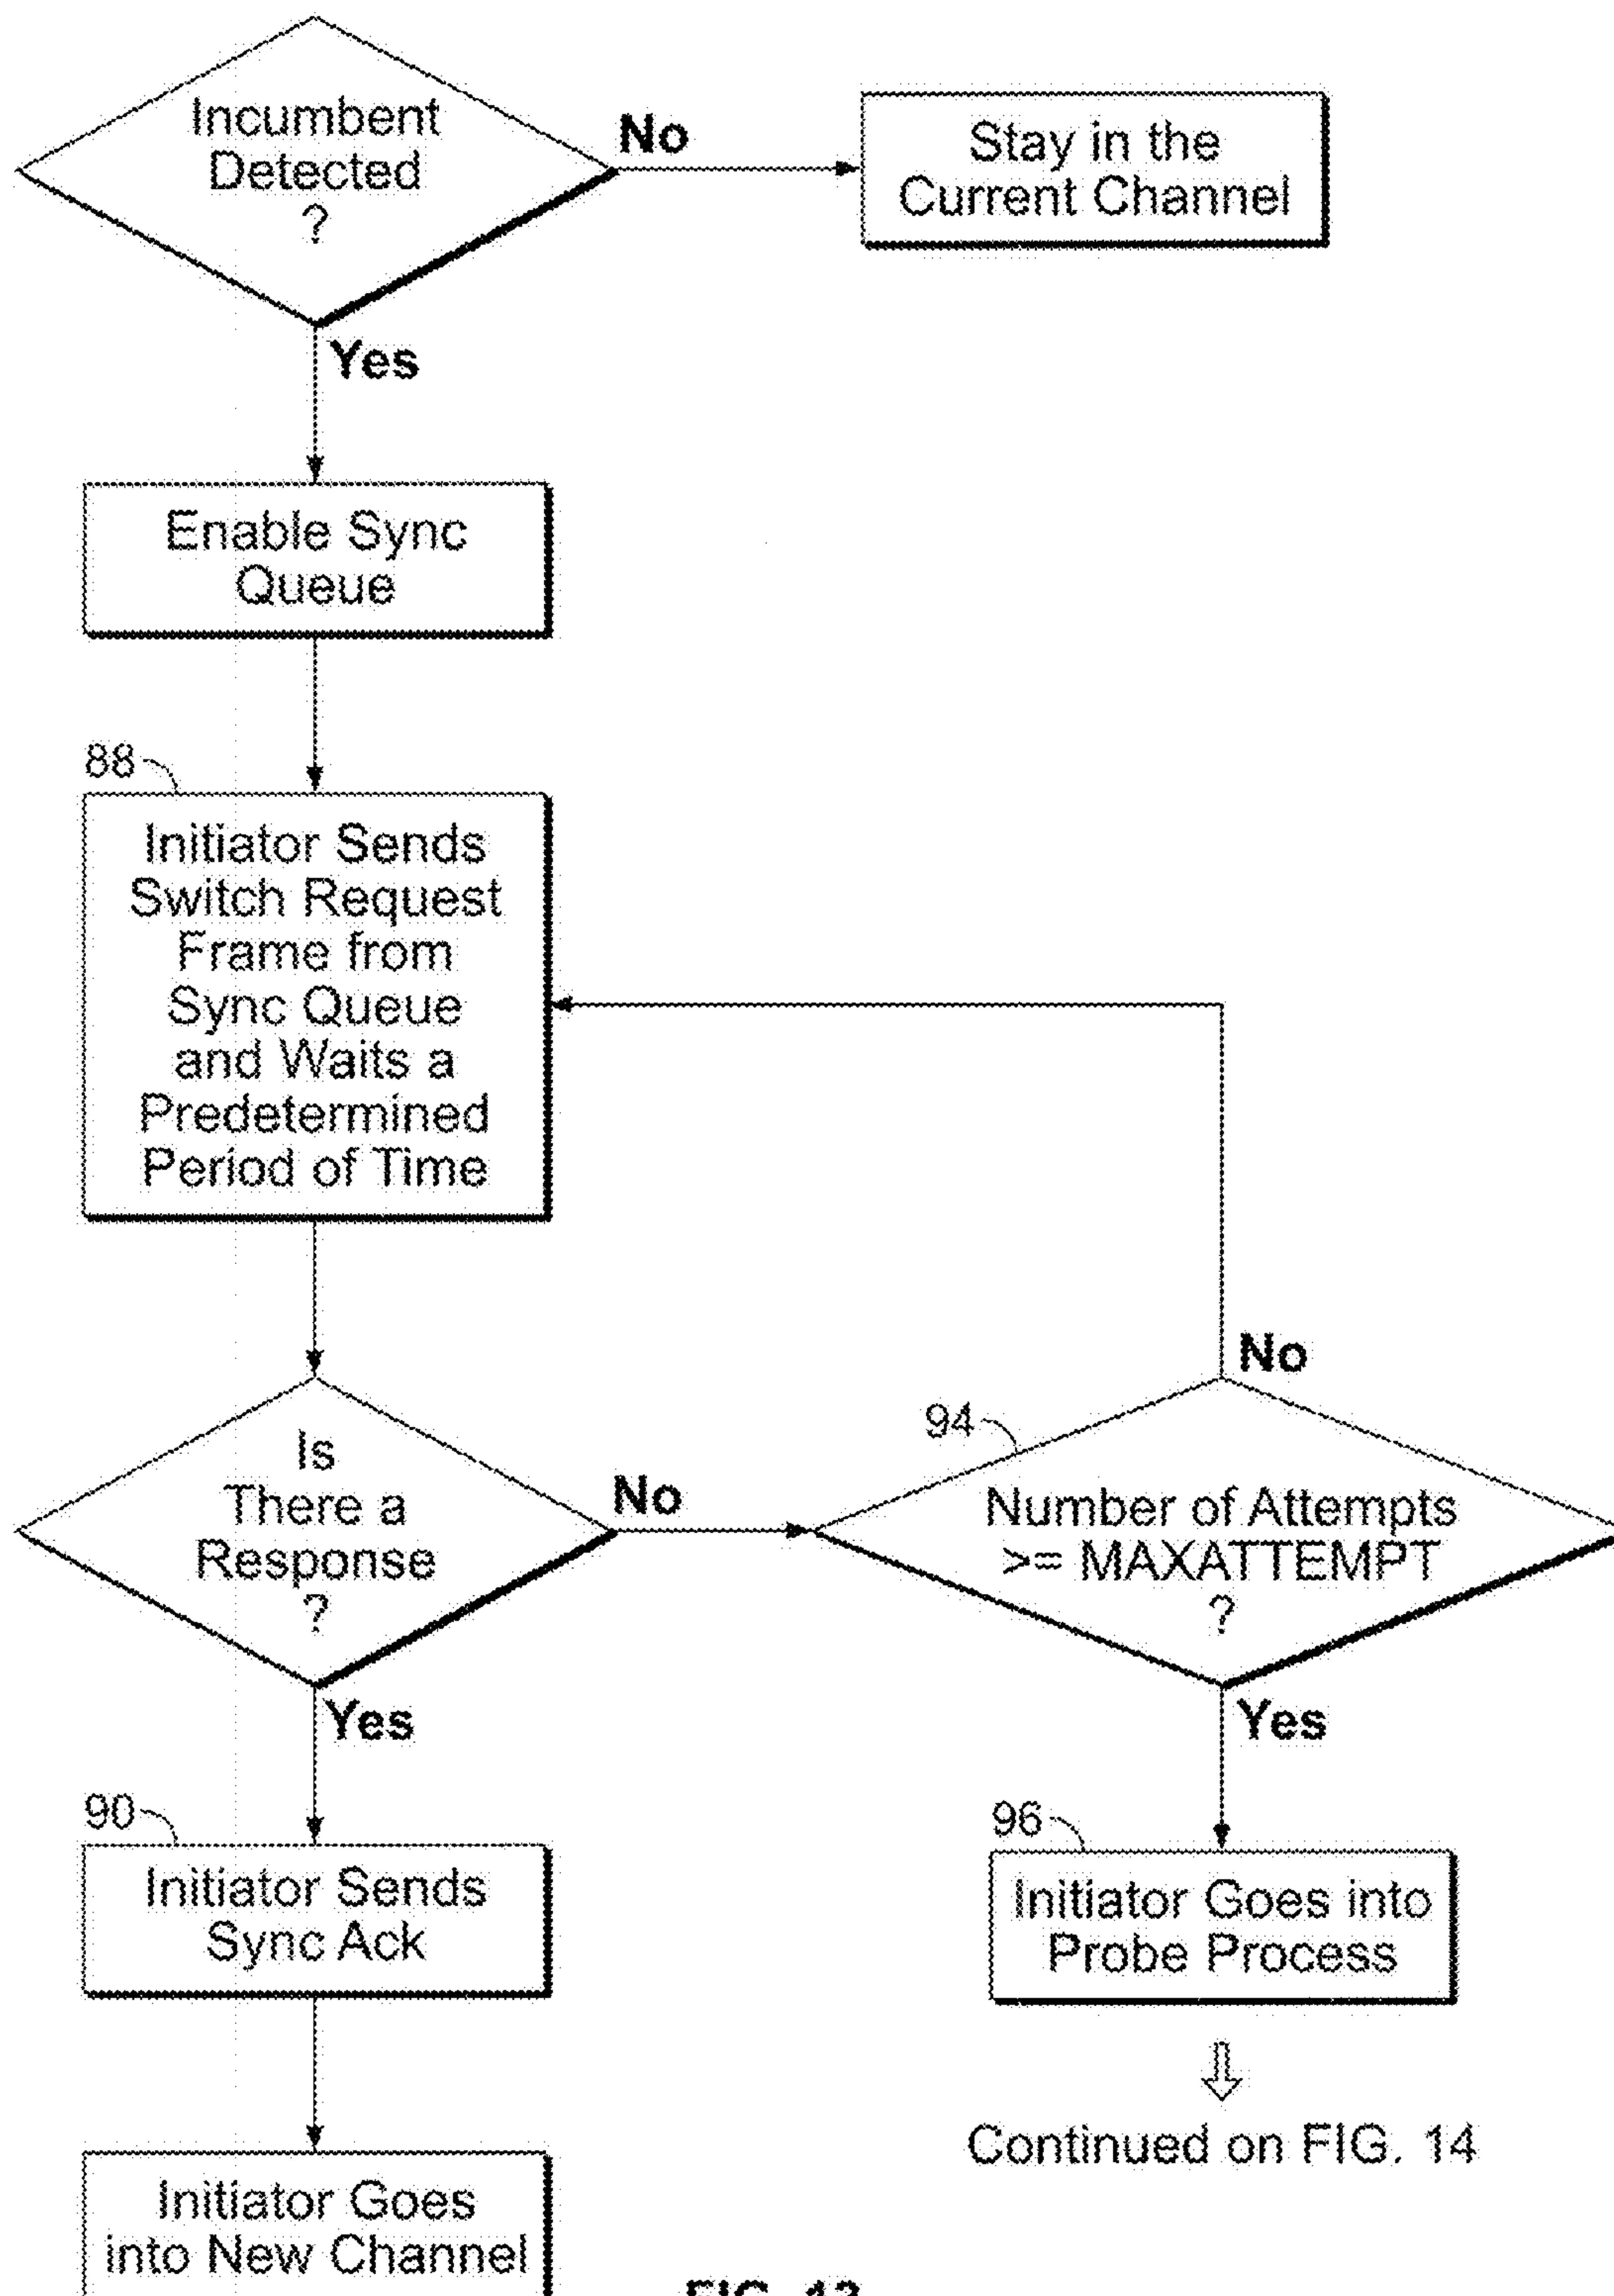 Incumbent
Detected
?
No
Stay in the
Current Channel
Yes
Enable Sync
Queue
88
Initiator Sends
Switch Request
Frame from
Sync Queue
and Waits a
Predetermined
Period of Time
Is
There a
Response
?
No
94
Number of Attempts
>= MAXATTEMPT
?
No
Yes
Yes
90
Initiator Sends
Sync Ack
96
Initiator Goes into
Probe Process
Continued on FIG. 14
Initiator Goes
into New Channel
FIG. 13